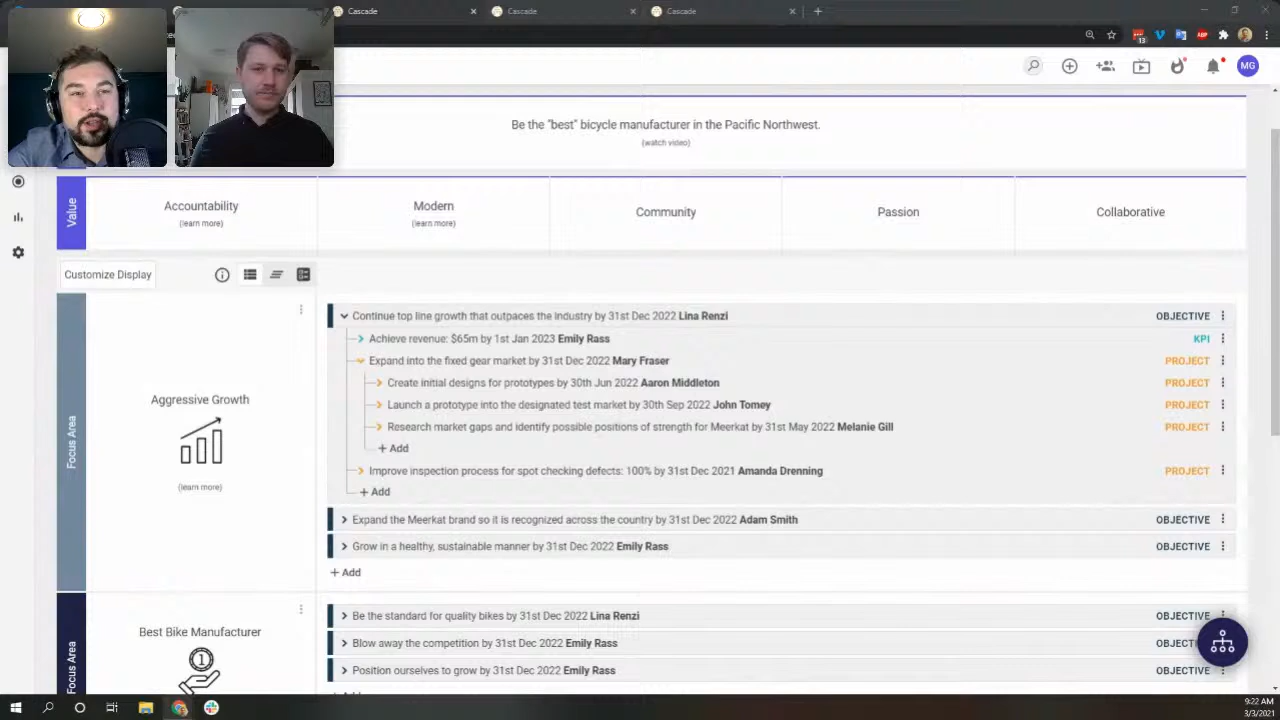 Cascade
Cascade
Cascade
13
ABP
MG
Be the "best" bicycle manufacturer in the Pacific Northwest.
(watch video)
Value
Accountability
(learn more)
Modern
(learn more)
Community
Passion
Collaborative
Customize Display
Focus Area
Aggressive Growth
(learn more)
Continue top line growth that outpaces the industry by 31st Dec 2022 Lina Renzi OBJECTIVE
Achieve revenue: $65m by 1st Jan 2023 Emily Rass KPI
Expand into the fixed gear market by 31st Dec 2022 Mary Fraser PROJECT
Create initial designs for prototypes by 30th Jun 2022 Aaron Middleton PROJECT
Launch a prototype into the designated test market by 30th Sep 2022 John Tomey PROJECT
Research market gaps and identify possible positions of strength for Meerkat by 31st May 2022 Melanie Gill PROJECT
+ Add
Improve inspection process for spot checking defects: 100% by 31st Dec 2021 Amanda Drenning PROJECT
+ Add
Expand the Meerkat brand so it is recognized across the country by 31st Dec 2022 Adam Smith OBJECTIVE
Grow in a healthy, sustainable manner by 31st Dec 2022 Emily Rass OBJECTIVE
+ Add
Focus Area
Best Bike Manufacturer
1
Be the standard for quality bikes by 31st Dec 2022 Lina Renzi OBJECTIVE
Blow away the competition by 31st Dec 2022 Emily Rass OBJECTIVE
Position ourselves to grow by 31st Dec 2022 Emily Rass OBJECTIVE
9:22 AM
3/3/2021